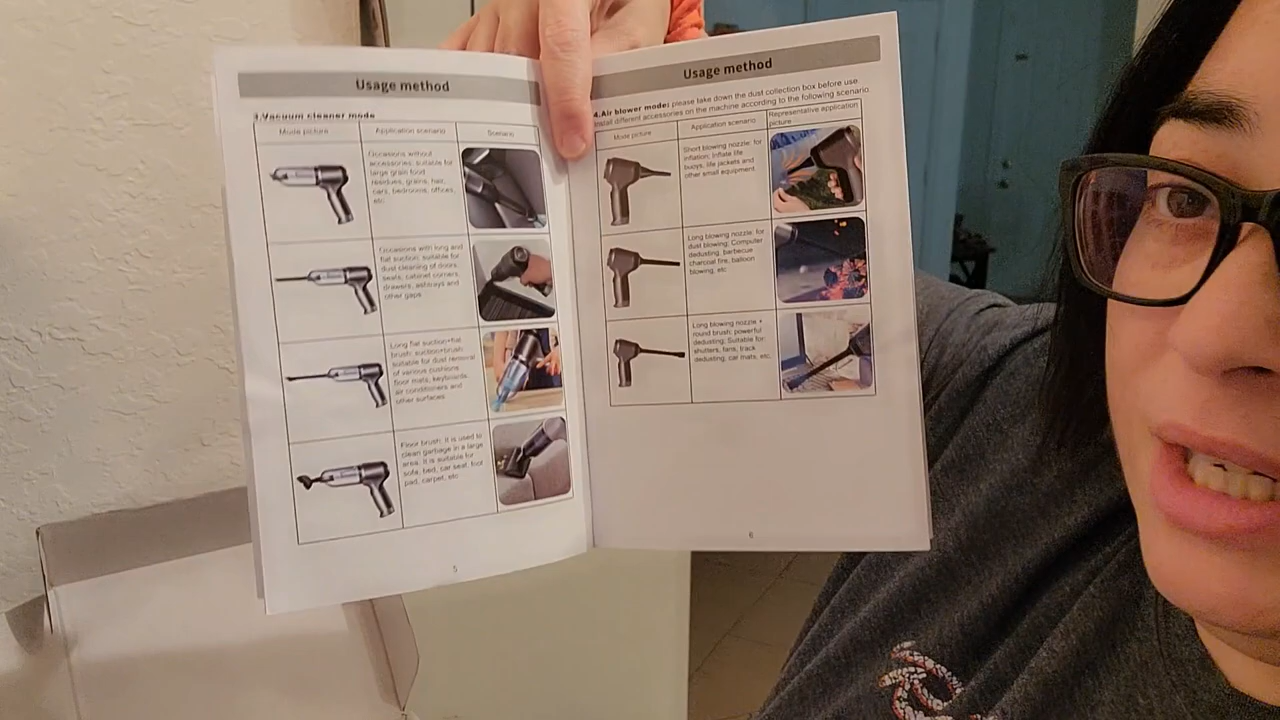 Usage method
3.Vacuum cleaner mode
Mode picture
Application scenario
Scenario
Occasions without
accessories: suitable for
large grain food
residues, grains, hair,
cars, bedrooms, offices,
etc
Occasions with long and
flat suction: suitable for
dust cleaning of doors,
seats, cabinet corners,
drawers, ashtrays and
other gaps
Long flat suction+flat
brush: suction+brush:
suitable for dust removal
of various cushions
floor mats, keyboards,
air conditioners and
other surfaces
Floor brush: It is used to
clean garbage in a large
area. It is suitable for
sofa, bed, car seat, foot
pad, carpet, etc
5
Usage method
4.Air blower mode: please take down the dust collection box before use
install different accessories on the machine according to the following scenario
Mode picture
Application scenario
Representative application
picture
Short blowing nozzle: for
inflation; Inflate life
buoys, life jackets and
other small equipment
Long blowing nozzle: for
dust blowing; Computer
dedusting, barbecue
charcoal fire, balloon
blowing, etc
Long blowing nozzle +
round brush: powerful
dedusting; Suitable for:
shutters, fans, track
dedusting, car mats, etc.
6